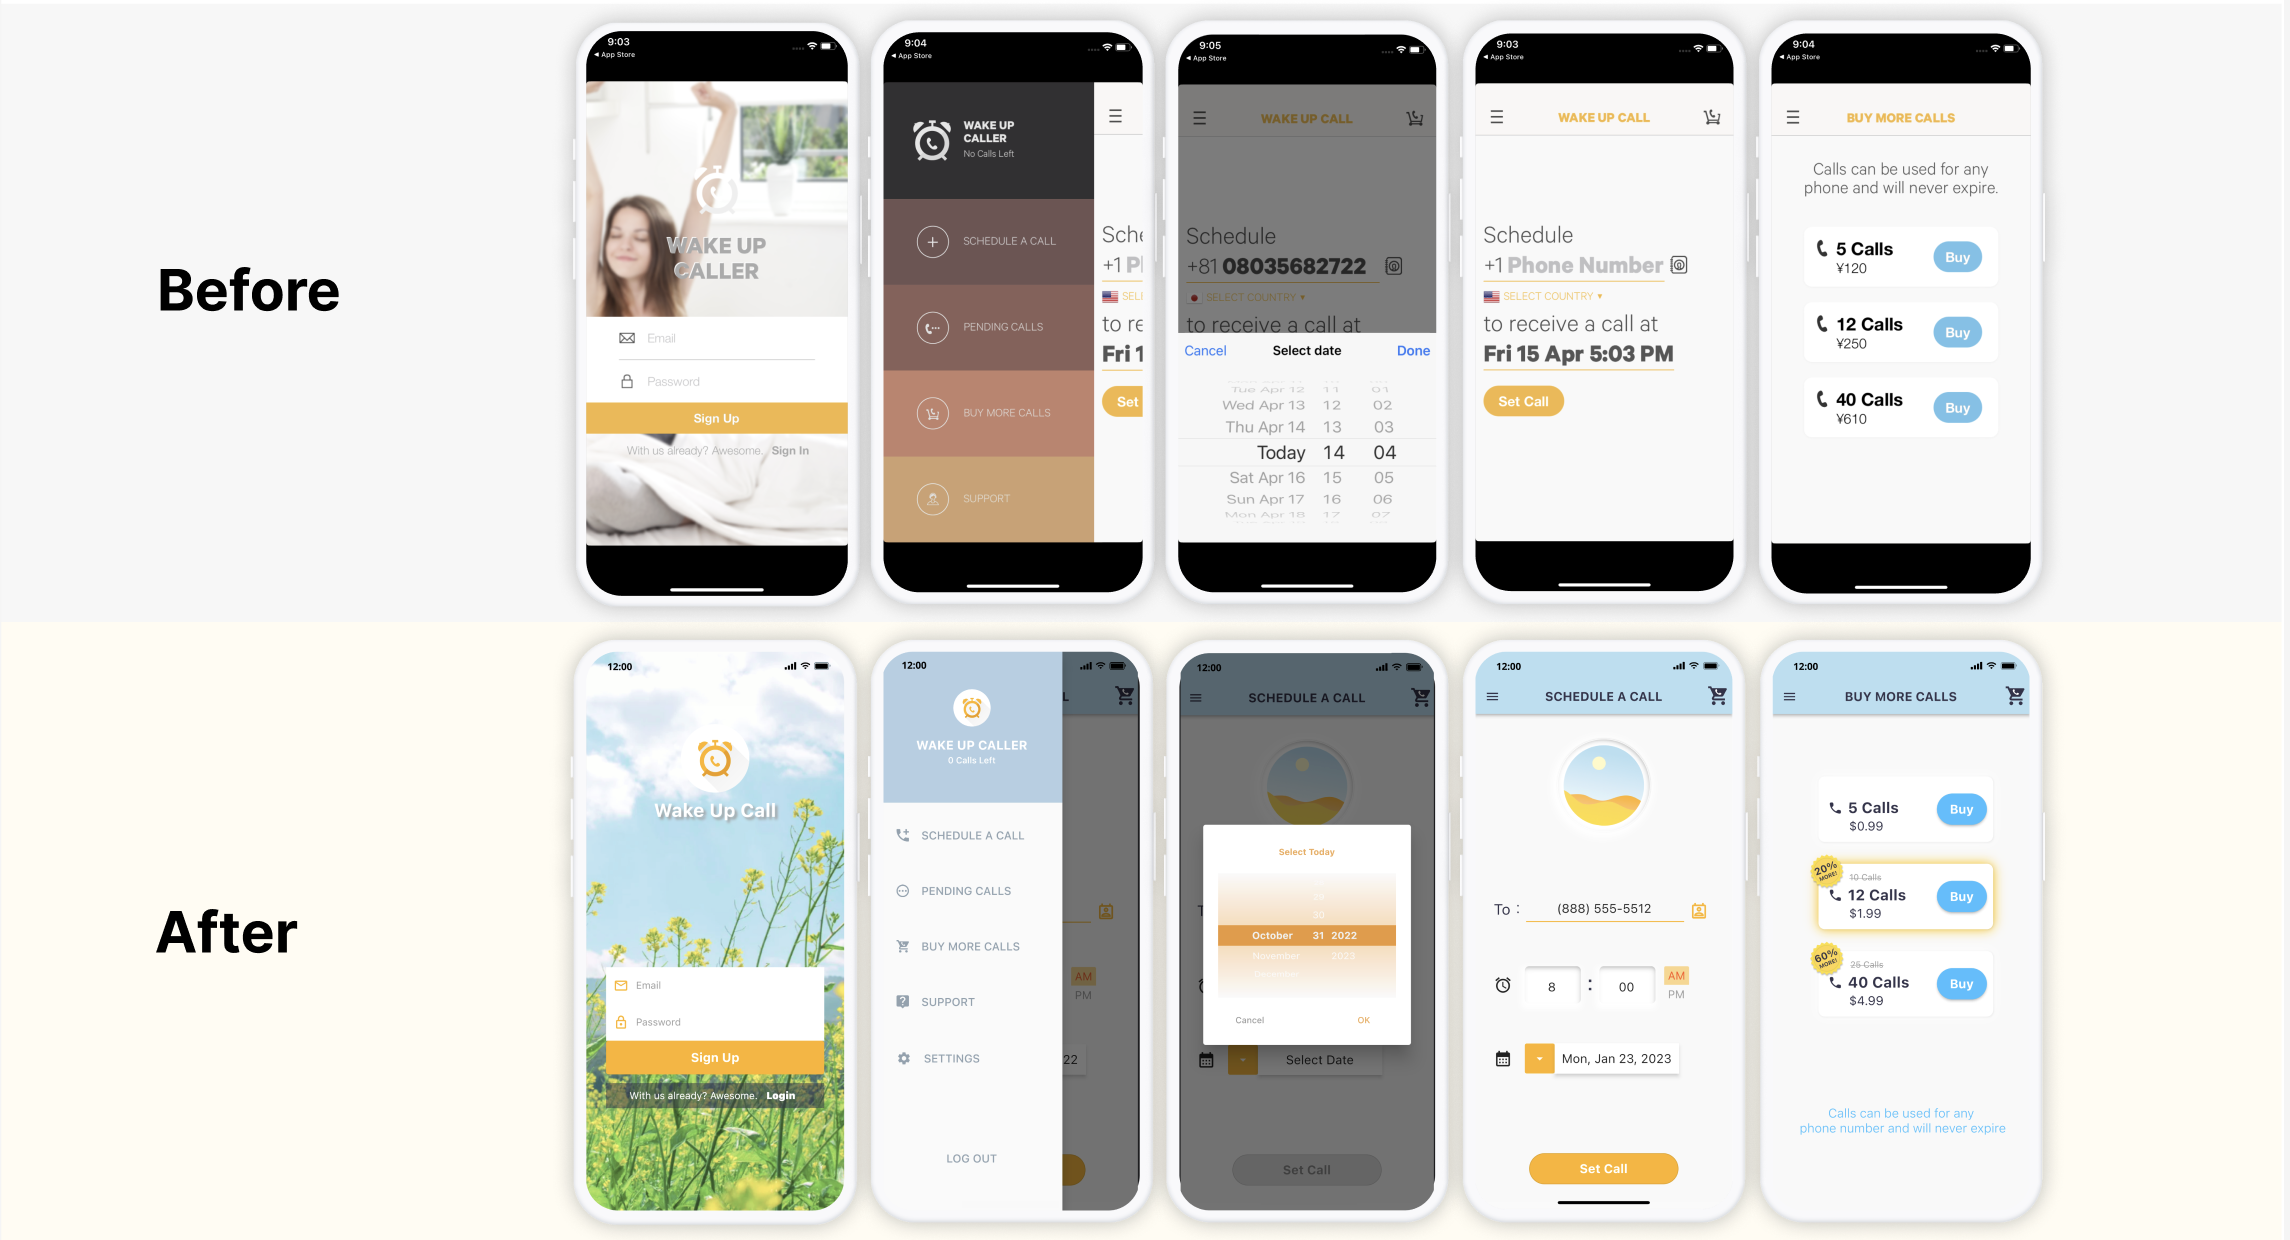 Before
9:03
◂ App Store
WAKE UP
CALLER
Email
Password
Sign Up
With us already? Awesome. Sign In
9:04
◂ App Store
WAKE UP
CALLER
No Calls Left
SCHEDULE A CALL
PENDING CALLS
BUY MORE CALLS
SUPPORT
Sche
+1 Pl
SELI
to re
Fri 1
Set
9:05
◂ App Store
WAKE UP CALL
Schedule
+81 08035682722
SELECT COUNTRY ▾
to receive a call at
Cancel Select date Done
Tue Apr 12 11 01
Wed Apr 13 12 02
Thu Apr 14 13 03
Today 14 04
Sat Apr 16 15 05
Sun Apr 17 16 06
Mon Apr 18 17 07
9:03
◂ App Store
WAKE UP CALL
Schedule
+1 Phone Number
SELECT COUNTRY ▾
to receive a call at
Fri 15 Apr 5:03 PM
Set Call
9:04
◂ App Store
BUY MORE CALLS
Calls can be used for any
phone and will never expire.
5 Calls
¥120
Buy
12 Calls
¥250
Buy
40 Calls
¥610
Buy
After
12:00
Wake Up Call
Email
Password
Sign Up
With us already? Awesome. Login
12:00
WAKE UP CALLER
0 Calls Left
SCHEDULE A CALL
PENDING CALLS
BUY MORE CALLS
SUPPORT
SETTINGS
LOG OUT
L
AM
PM
22
12:00
SCHEDULE A CALL
Select Today
30
October 31 2022
November 2023
December
Cancel OK
Select Date
Set Call
12:00
SCHEDULE A CALL
To : (888) 555-5512
8 : 00
AM
PM
Mon, Jan 23, 2023
Set Call
12:00
BUY MORE CALLS
5 Calls
$0.99
Buy
20%
MORE!
10 Calls
12 Calls
$1.99
Buy
60%
MORE!
25 Calls
40 Calls
$4.99
Buy
Calls can be used for any
phone number and will never expire